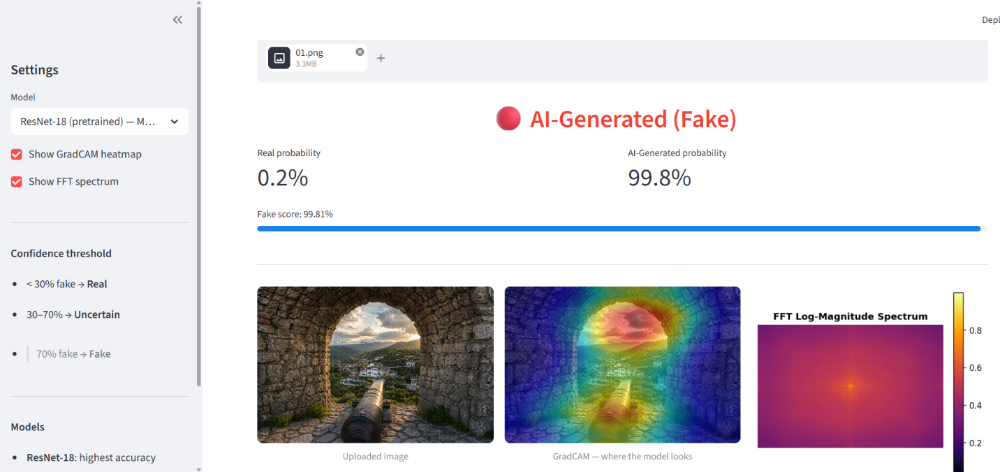 Depl
01.png
3.3MB
Settings
Model
ResNet-18 (pretrained) — M...
Show GradCAM heatmap
Show FFT spectrum
Confidence threshold
< 30% fake → Real
30–70% → Uncertain
70% fake → Fake
Models
ResNet-18: highest accuracy
AI-Generated (Fake)
Real probability
0.2%
AI-Generated probability
99.8%
Fake score: 99.81%
Uploaded image
GradCAM — where the model looks
FFT Log-Magnitude Spectrum
0.8
0.6
0.4
0.2